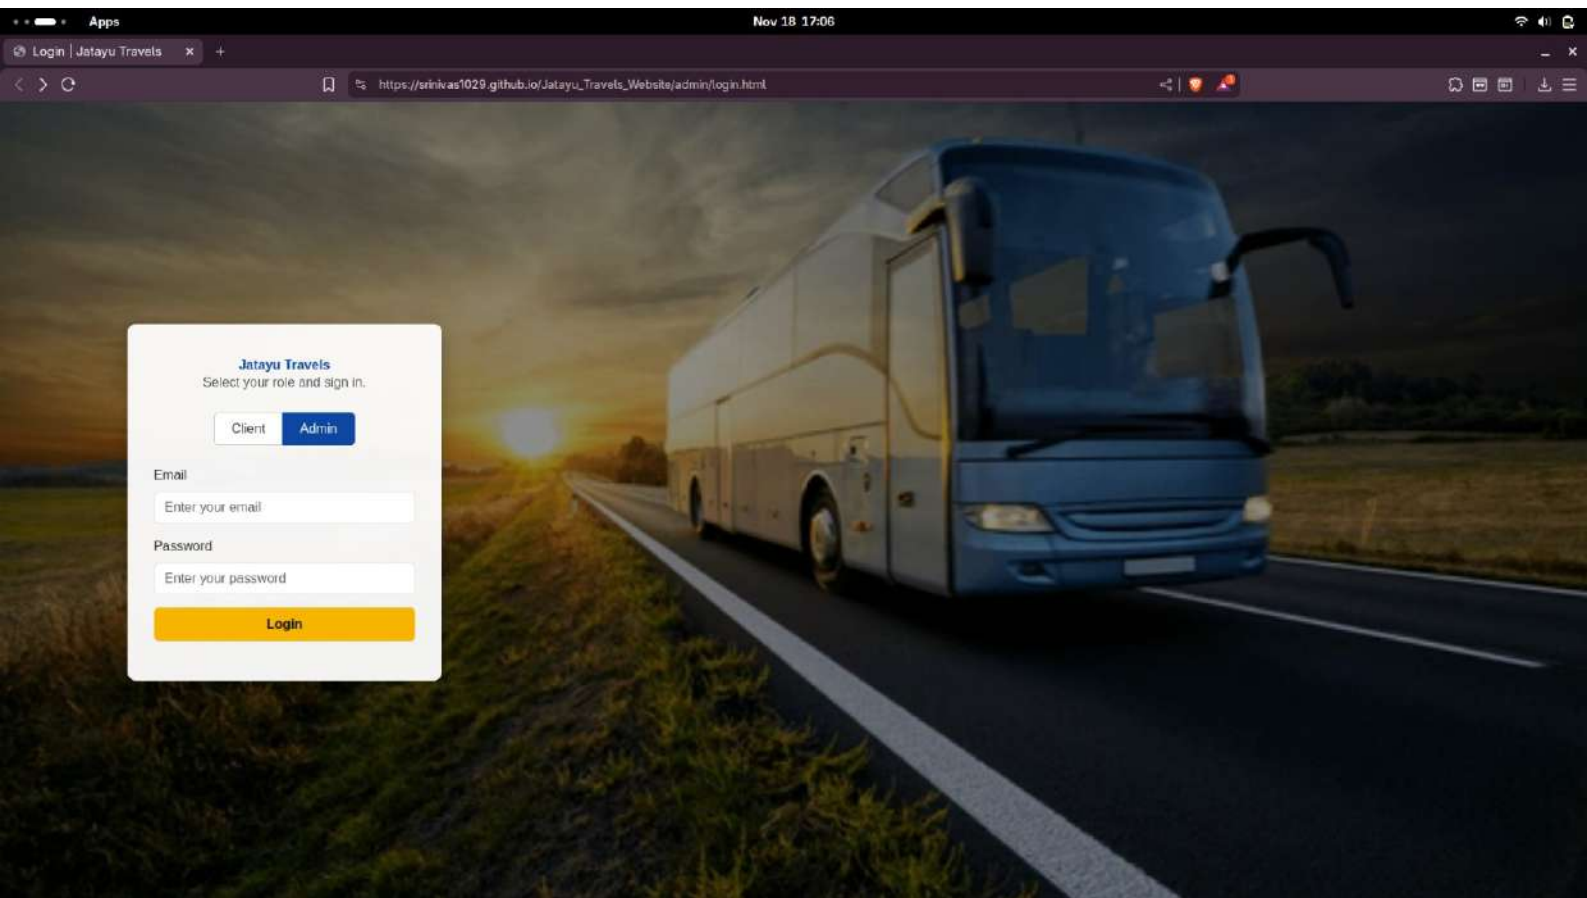 Apps
Nov 18 17:06
Login | Jatayu Travels
https://srinivas1029.github.io/Jatayu_Travels_Website/admin/login.html
Jatayu Travels
Select your role and sign in.
Client Admin
Email
Enter your email
Password
Enter your password
Login